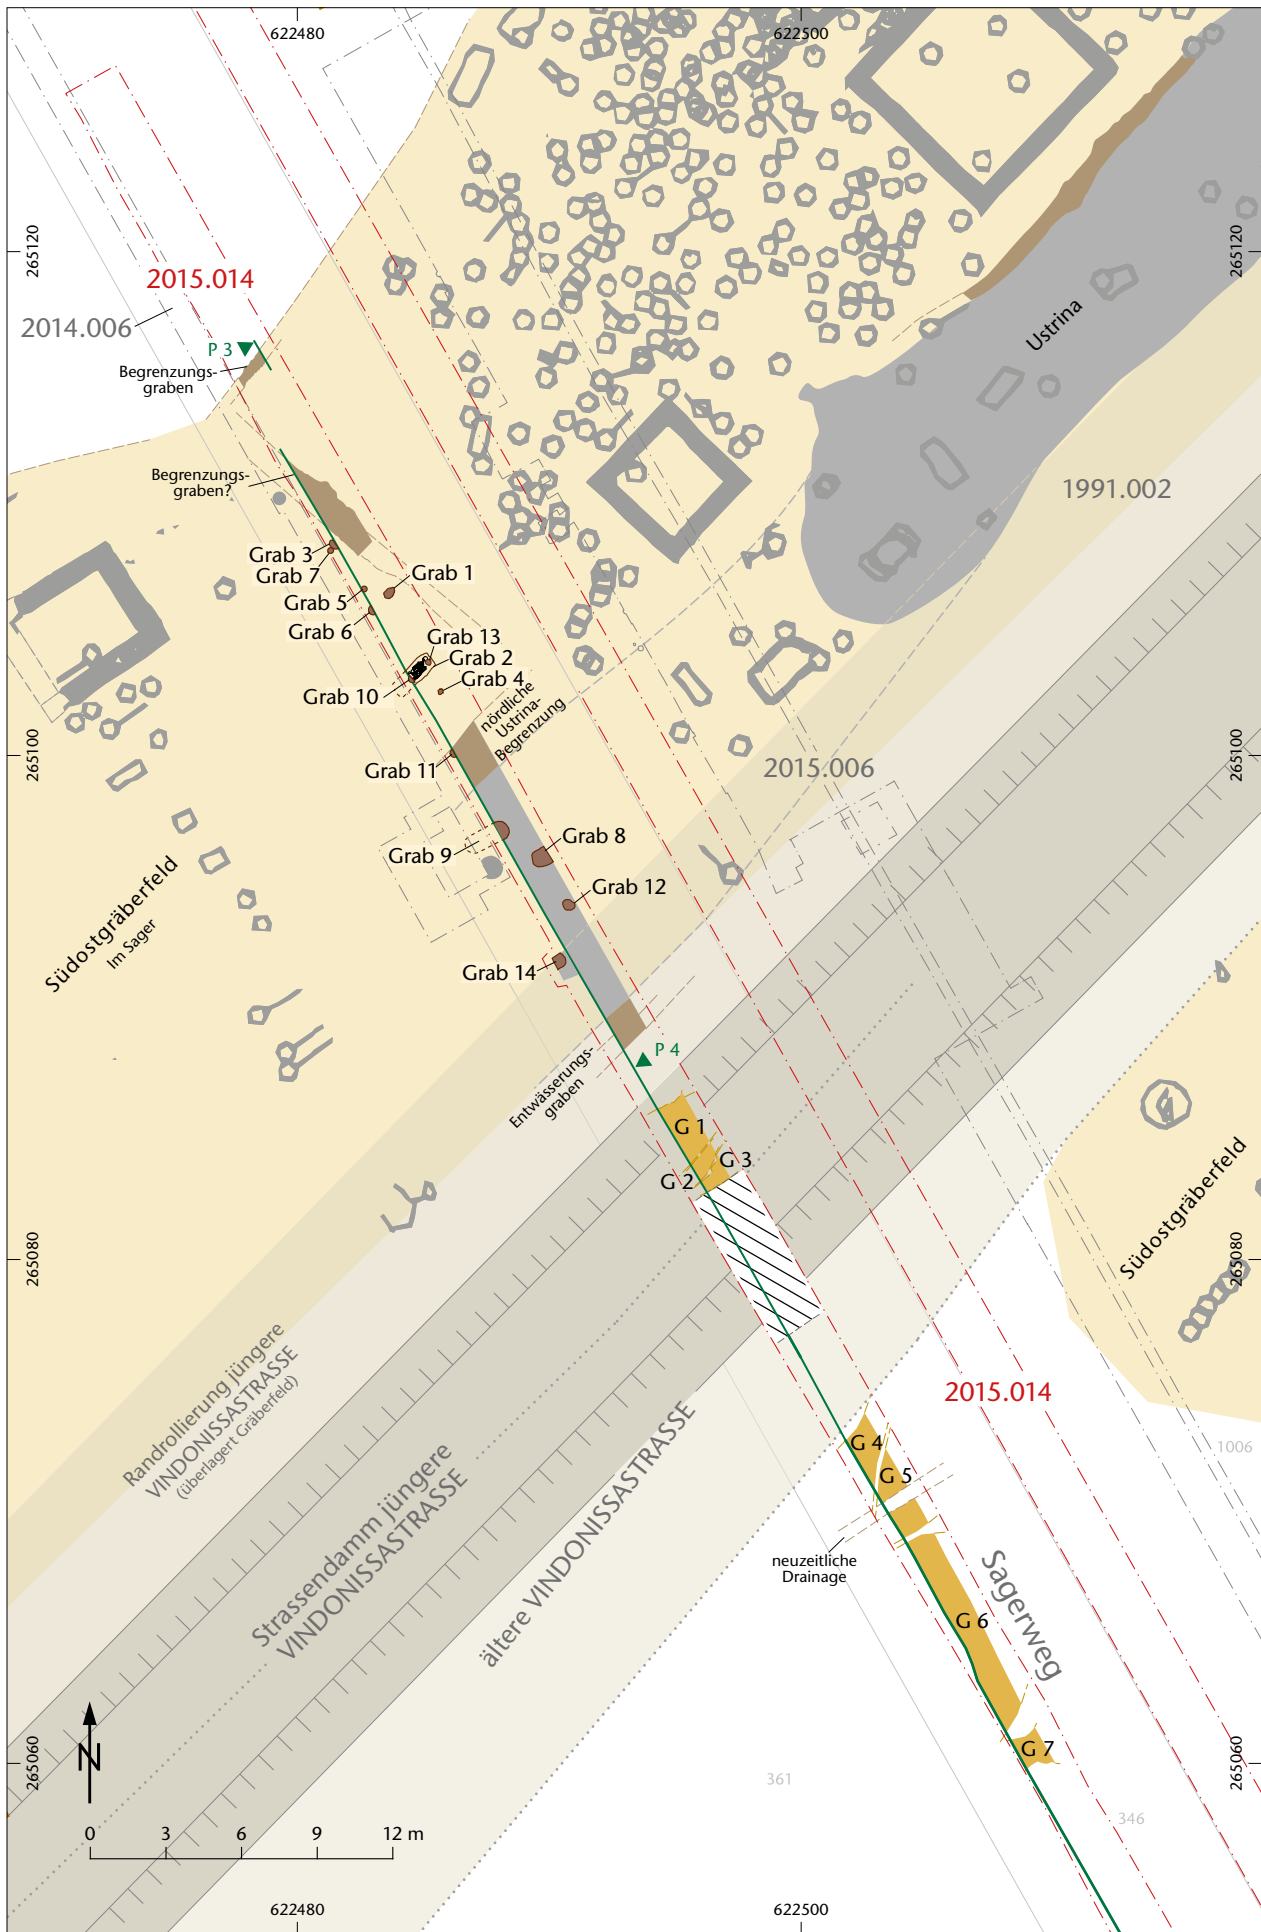 622480
622500
265120
265120
2015.014
2014.006
P 3
Begrenzungs-
graben
Ustrina
Begrenzungs-
graben?
1991.002
Grab 3
Grab 7
Grab 1
Grab 5
Grab 6
Grab 13
Grab 2
Grab 4
Grab 10
nördliche
Ustrina-
Begrenzung
265100
265100
Grab 11
2015.006
Grab 8
Grab 9
Grab 12
Südostgräberfeld
Im Sager
Grab 14
P 4
Entwässerungs-
graben
G 1
G 3
G 2
Südostgräberfeld
265080
265080
Randrollierung jüngere
VINDONISSASTRASSE
(überlagert Gräberfeld)
2015.014
Strassendamm jüngere
VINDONISSASTRASSE
ältere VINDONISSASTRASSE
G 4
1006
G 5
neuzeitliche
Drainage
Sagerweg
G 6
N
G 7
265060
265060
361
346
0 3 6 9 12 m
622480
622500